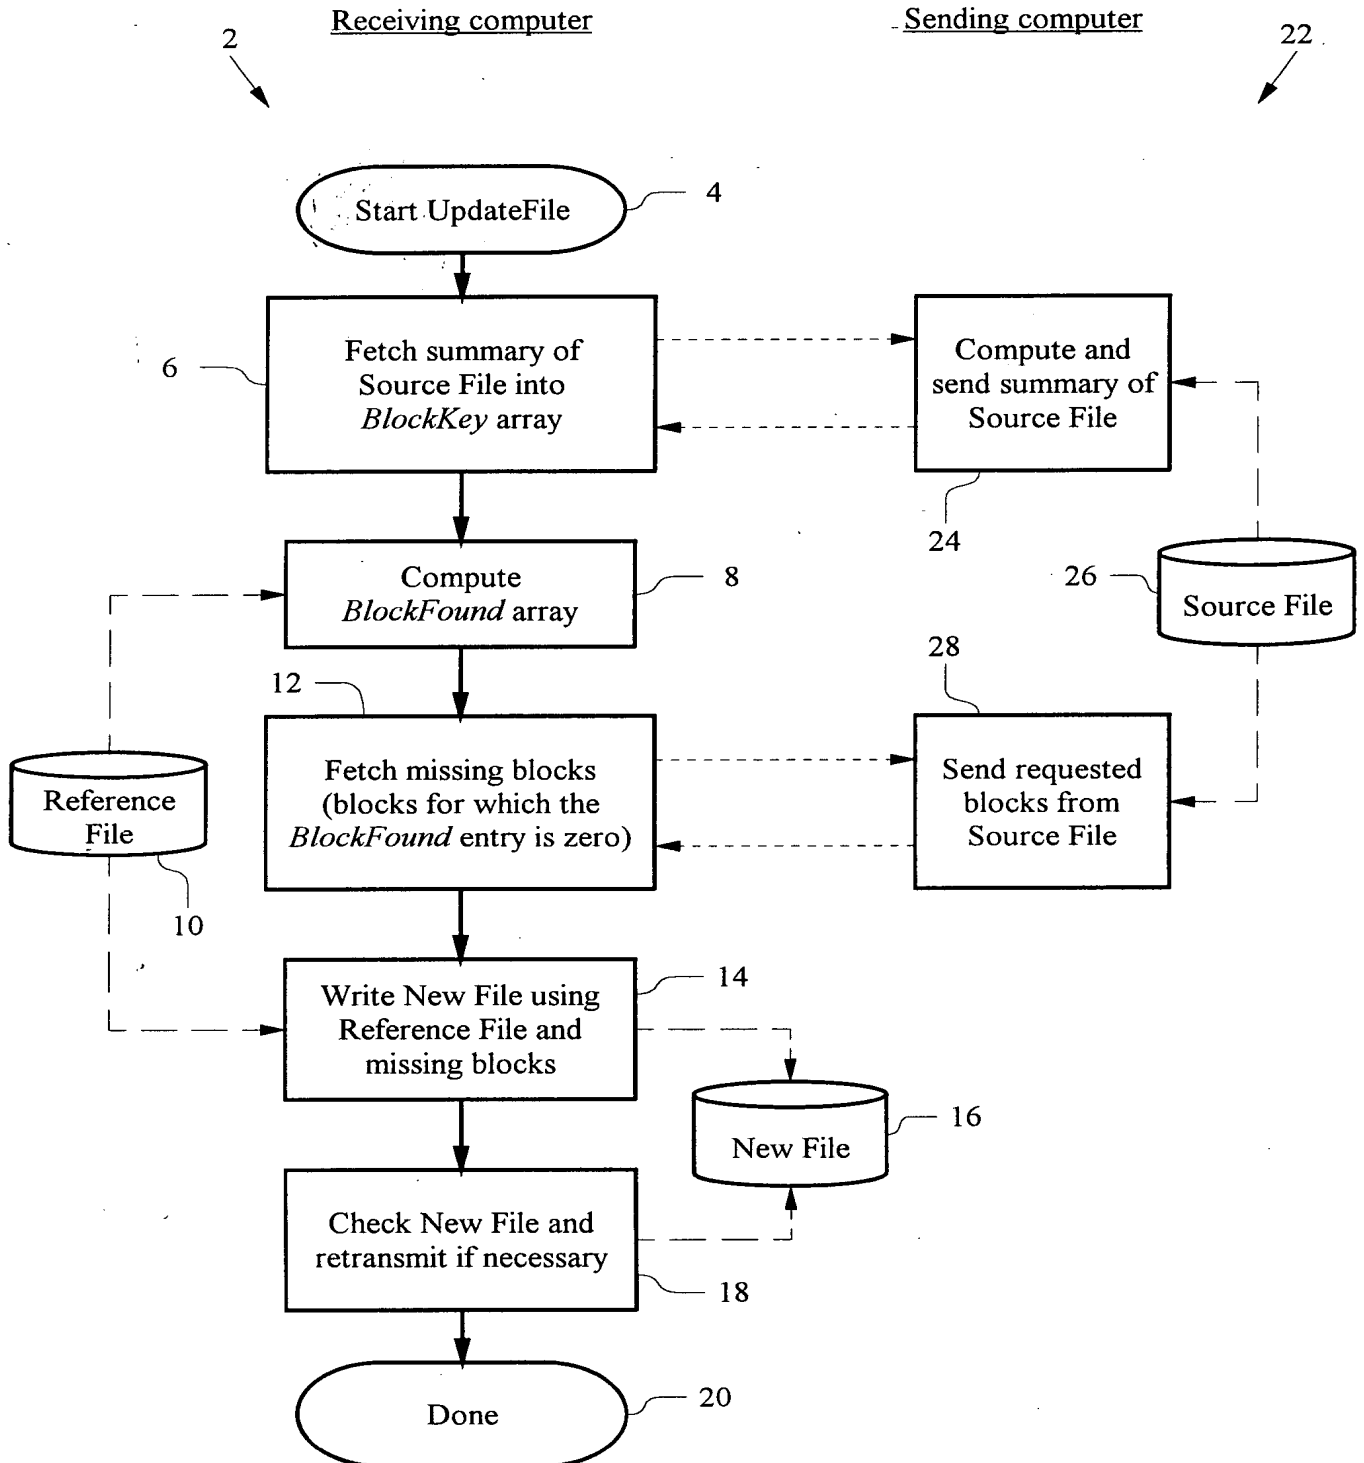 Receiving computer
Sending computer
2
22
Start UpdateFile
4
Fetch summary of
Source File into
BlockKey array
6
Compute and
send summary of
Source File
24
Compute
BlockFound array
8
26
Source File
12
Fetch missing blocks
(blocks for which the
BlockFound entry is zero)
28
Send requested
blocks from
Source File
Reference
File
10
Write New File using
Reference File and
missing blocks
14
New File
16
Check New File and
retransmit if necessary
18
Done
20